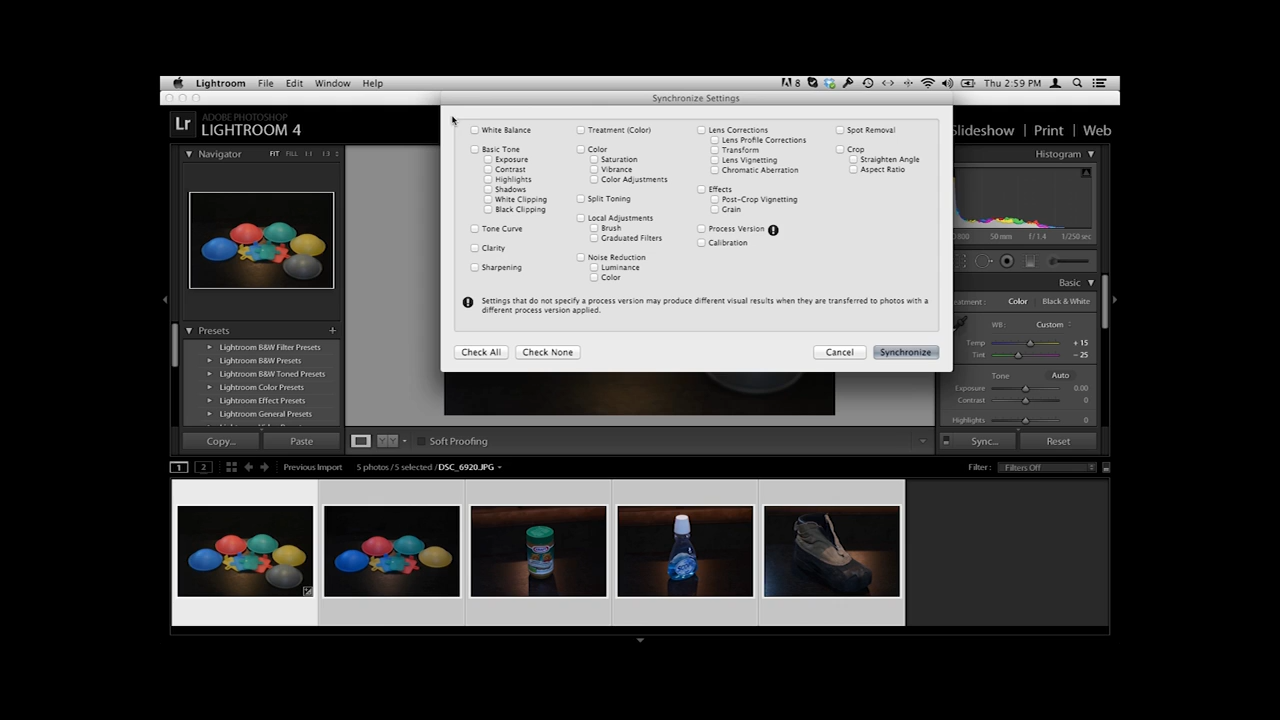 Lightroom File Edit Window Help
8 Thu 2:59 PM
Synchronize Settings
Lr ADOBE PHOTOSHOP
LIGHTROOM 4
Slideshow | Print | Web
Navigator FIT FILL 1:1 1:3
Histogram
White Balance
Basic Tone
Exposure
Contrast
Highlights
Shadows
White Clipping
Black Clipping
Tone Curve
Clarity
Sharpening
Treatment (Color)
Color
Saturation
Vibrance
Color Adjustments
Split Toning
Local Adjustments
Brush
Graduated Filters
Noise Reduction
Luminance
Color
Lens Corrections
Lens Profile Corrections
Transform
Lens Vignetting
Chromatic Aberration
Effects
Post-Crop Vignetting
Grain
Process Version
Calibration
Spot Removal
Crop
Straighten Angle
Aspect Ratio
Settings that do not specify a process version may produce different visual results when they are transferred to photos with a
different process version applied.
Check All Check None Cancel Synchronize
800 50 mm f / 1.4 1/250 sec
Basic
Treatment: Color Black & White
WB: Custom
Temp + 15
Tint − 25
Tone Auto
Exposure 0.00
Contrast 0
Highlights 0
Presets +
Lightroom B&W Filter Presets
Lightroom B&W Presets
Lightroom B&W Toned Presets
Lightroom Color Presets
Lightroom Effect Presets
Lightroom General Presets
Copy... Paste
Soft Proofing
Sync... Reset
1 2 Previous Import 5 photos / 5 selected / DSC_6920.JPG
Filter : Filters Off